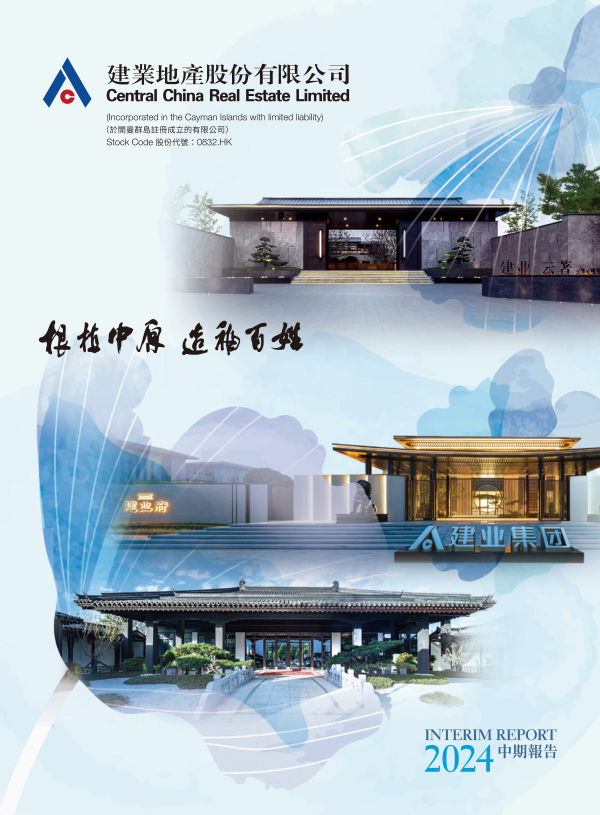 建業地產股份有限公司
Central China Real Estate Limited
(Incorporated in the Cayman Islands with limited liability)
(於開曼群島註冊成立的有限公司)
Stock Code 股份代號：0832.HK
建业 云著
根植中原 造福百姓
建业府
建业集团
INTERIM REPORT
2024 中期報告